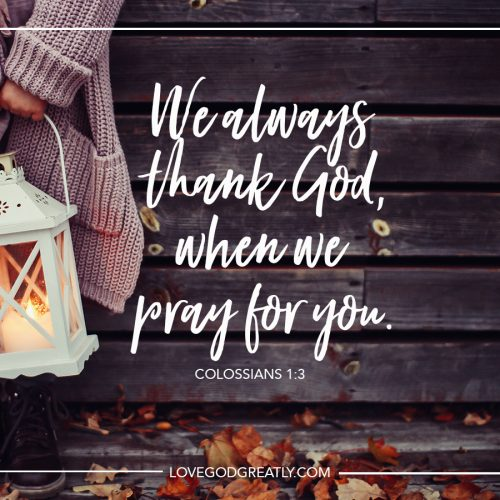 We always
thank God,
when we
pray for you.
COLOSSIANS 1:3
LOVEGODGREATLY.COM